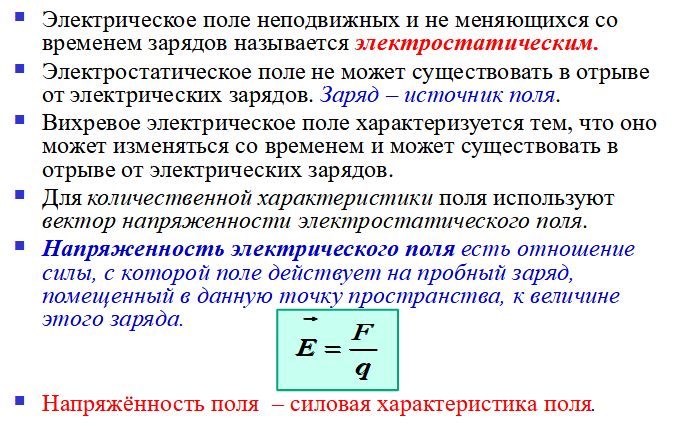 Электрическое поле неподвижных и не меняющихся со
временем зарядов называется электростатическим.
Электростатическое поле не может существовать в отрыве
от электрических зарядов. Заряд – источник поля.
Вихревое электрическое поле характеризуется тем, что оно
может изменяться со временем и может существовать в
отрыве от электрических зарядов.
Для количественной характеристики поля используют
вектор напряженности электростатического поля.
Напряженность электрического поля есть отношение
силы, с которой поле действует на пробный заряд,
помещенный в данную точку пространства, к величине
этого заряда.
E⃗ = F/q
Напряжённость поля – силовая характеристика поля.